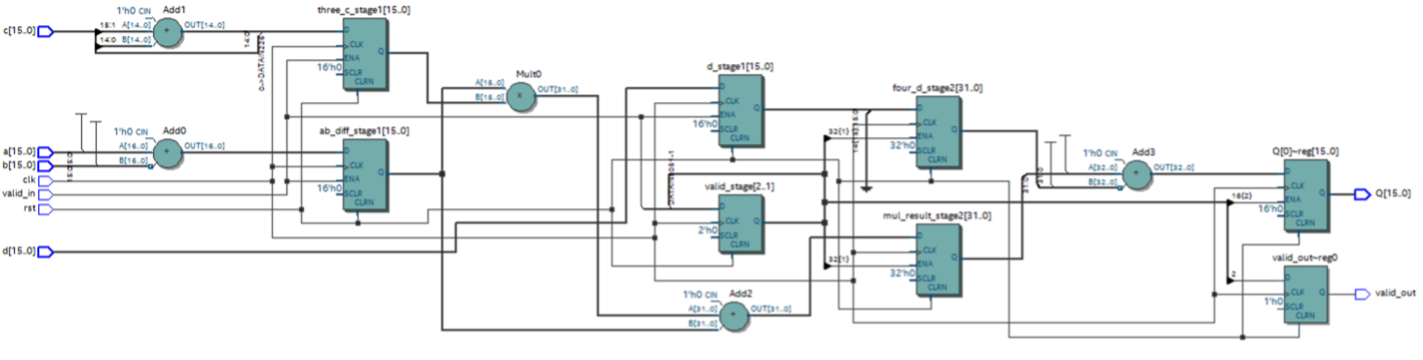 three_c_stage1[15..0]
1'h0 CIN
Add1
c[15..0]
15:1
A[14..0]
OUT[14..0]
14:0
B[14..0]
+
14:0
D
CLK
Q
ENA
16'h0
SCLR
CLRN
ab_diff_stage1[15..0]
1'h0 CIN
Add0
a[15..0]
A[16..0]
OUT[16..0]
b[15..0]
B[16..0]
+
clk
valid_in
rst
d[15..0]
D
CLK
Q
ENA
16'h0
SCLR
CLRN
Mult0
A[15..0]
B[15..0]
OUT[31..0]
x
d_stage1[15..0]
D
CLK
Q
ENA
16'h0
SCLR
CLRN
valid_stage[2..1]
D
CLK
Q
2'h0
SCLR
CLRN
1'h0 CIN
Add2
A[31..0]
OUT[31..0]
B[31..0]
+
four_d_stage2[31..0]
D
CLK
Q
32{1}
ENA
32'h0
SCLR
CLRN
mul_result_stage2[31..0]
D
CLK
Q
32{1}
ENA
32'h0
SCLR
CLRN
31:0
31:0
1'h0 CIN
Add3
A[32..0]
OUT[32..0]
B[32..0]
+
Q[0]~reg[15..0]
D
CLK
Q
16{2}
ENA
16'h0
SCLR
CLRN
Q[15..0]
valid_out~reg0
2
D
CLK
Q
1'h0
SCLR
CLRN
valid_out